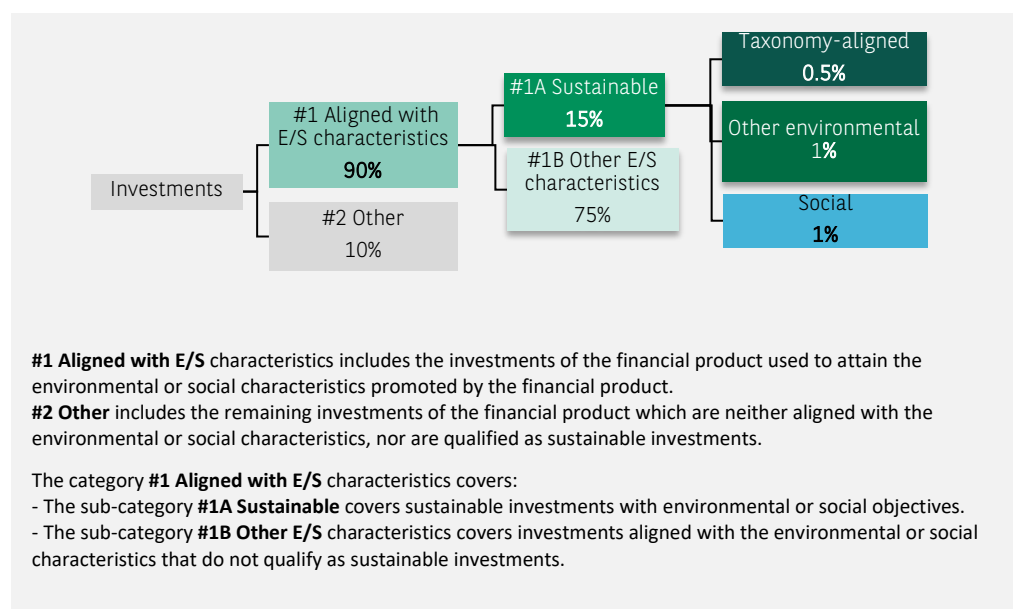 Investments
#1 Aligned with
E/S characteristics
90%
#2 Other
10%
#1A Sustainable
15%
#1B Other E/S
characteristics
75%
Taxonomy-aligned
0.5%
Other environmental
1%
Social
1%
#1 Aligned with E/S characteristics includes the investments of the financial product used to attain the
environmental or social characteristics promoted by the financial product.
#2 Other includes the remaining investments of the financial product which are neither aligned with the
environmental or social characteristics, nor are qualified as sustainable investments.
The category #1 Aligned with E/S characteristics covers:
- The sub-category #1A Sustainable covers sustainable investments with environmental or social objectives.
- The sub-category #1B Other E/S characteristics covers investments aligned with the environmental or social
characteristics that do not qualify as sustainable investments.